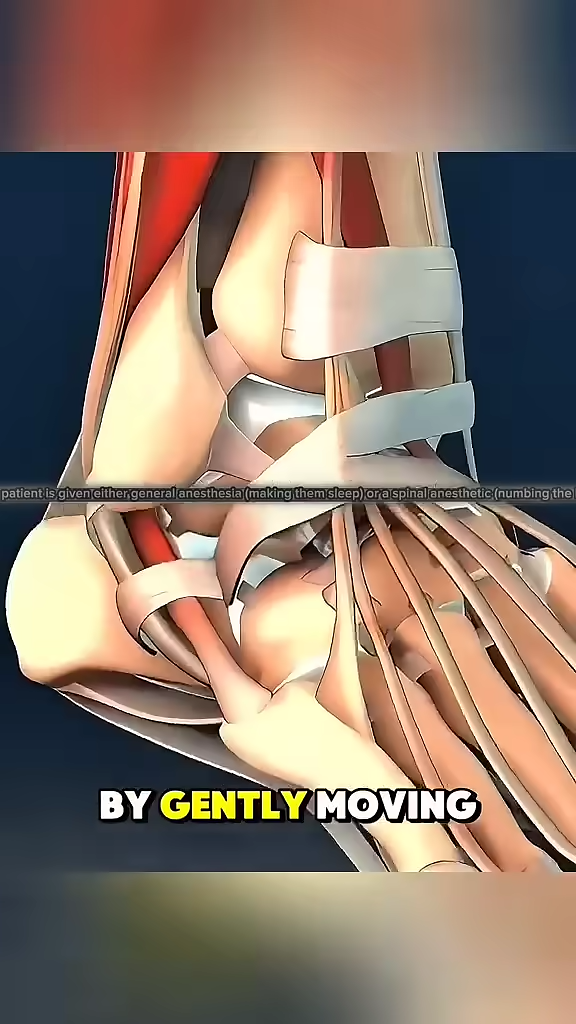 patient is given either general anesthesia (making them sleep) or a spinal anesthetic (numbing the
BY GENTLY MOVING